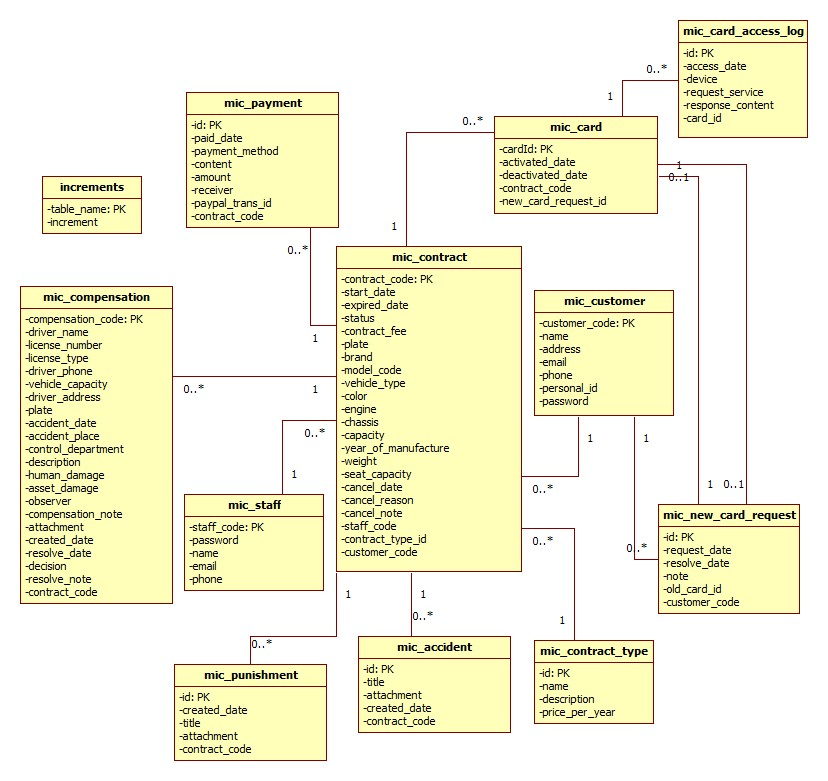 mic_card_access_log
-id: PK
-access_date
-device
-request_service
-response_content
-card_id
0..*
1
mic_payment
-id: PK
-paid_date
-payment_method
-content
-amount
-receiver
-paypal_trans_id
-contract_code
0..*
1
mic_card
-cardId: PK
-activated_date
-deactivated_date
-contract_code
-new_card_request_id
0..*
1
1
0..1
increments
-table_name: PK
-increment
mic_contract
-contract_code: PK
-start_date
-expired_date
-status
-contract_fee
-plate
-brand
-model_code
-vehicle_type
-color
-engine
-chassis
-capacity
-year_of_manufacture
-weight
-seat_capacity
-cancel_date
-cancel_reason
-cancel_note
-staff_code
-contract_type_id
-customer_code
mic_compensation
-compensation_code: PK
-driver_name
-license_number
-license_type
-driver_phone
-vehicle_capacity
-driver_address
-plate
-accident_date
-accident_place
-control_department
-description
-human_damage
-asset_damage
-observer
-compensation_note
-attachment
-created_date
-resolve_date
-decision
-resolve_note
-contract_code
0..*
1
mic_customer
-customer_code: PK
-name
-address
-email
-phone
-personal_id
-password
1
1
0..*
0..*
0..*
1
mic_staff
-staff_code: PK
-password
-name
-email
-phone
1
0..1
mic_new_card_request
-id: PK
-request_date
-resolve_date
-note
-old_card_id
-customer_code
0..*
1
1
0..*
1
0..*
mic_punishment
-id: PK
-created_date
-title
-attachment
-contract_code
mic_accident
-id: PK
-title
-attachment
-created_date
-contract_code
mic_contract_type
-id: PK
-name
-description
-price_per_year